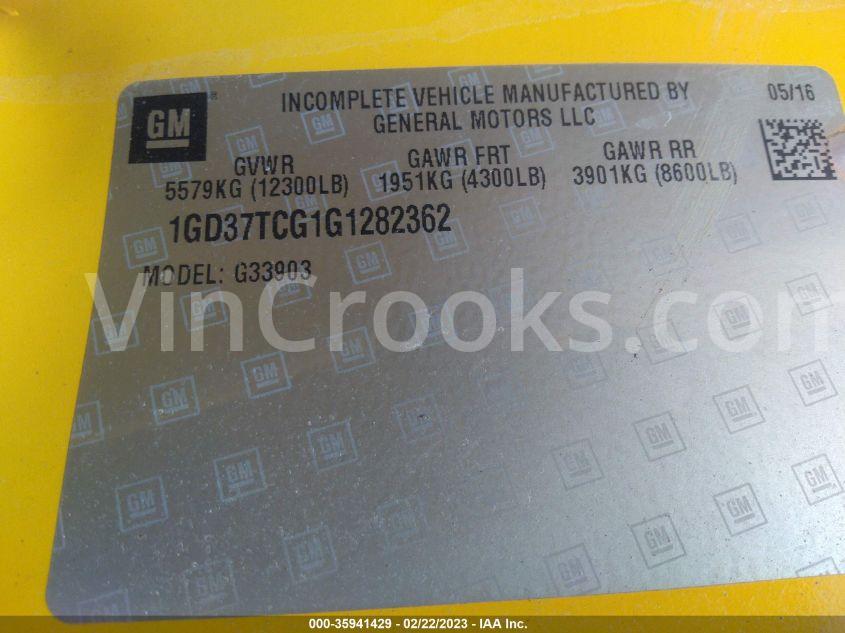 GM
INCOMPLETE VEHICLE MANUFACTURED BY
GENERAL MOTORS LLC
05/16
GVWR GAWR FRT GAWR RR
5579KG (12300LB) 1951KG (4300LB) 3901KG (8600LB)
1GD37TCG1G1282362
MODEL: G33903
VinCrooks.com
000-35941429 - 02/22/2023 - IAA Inc.